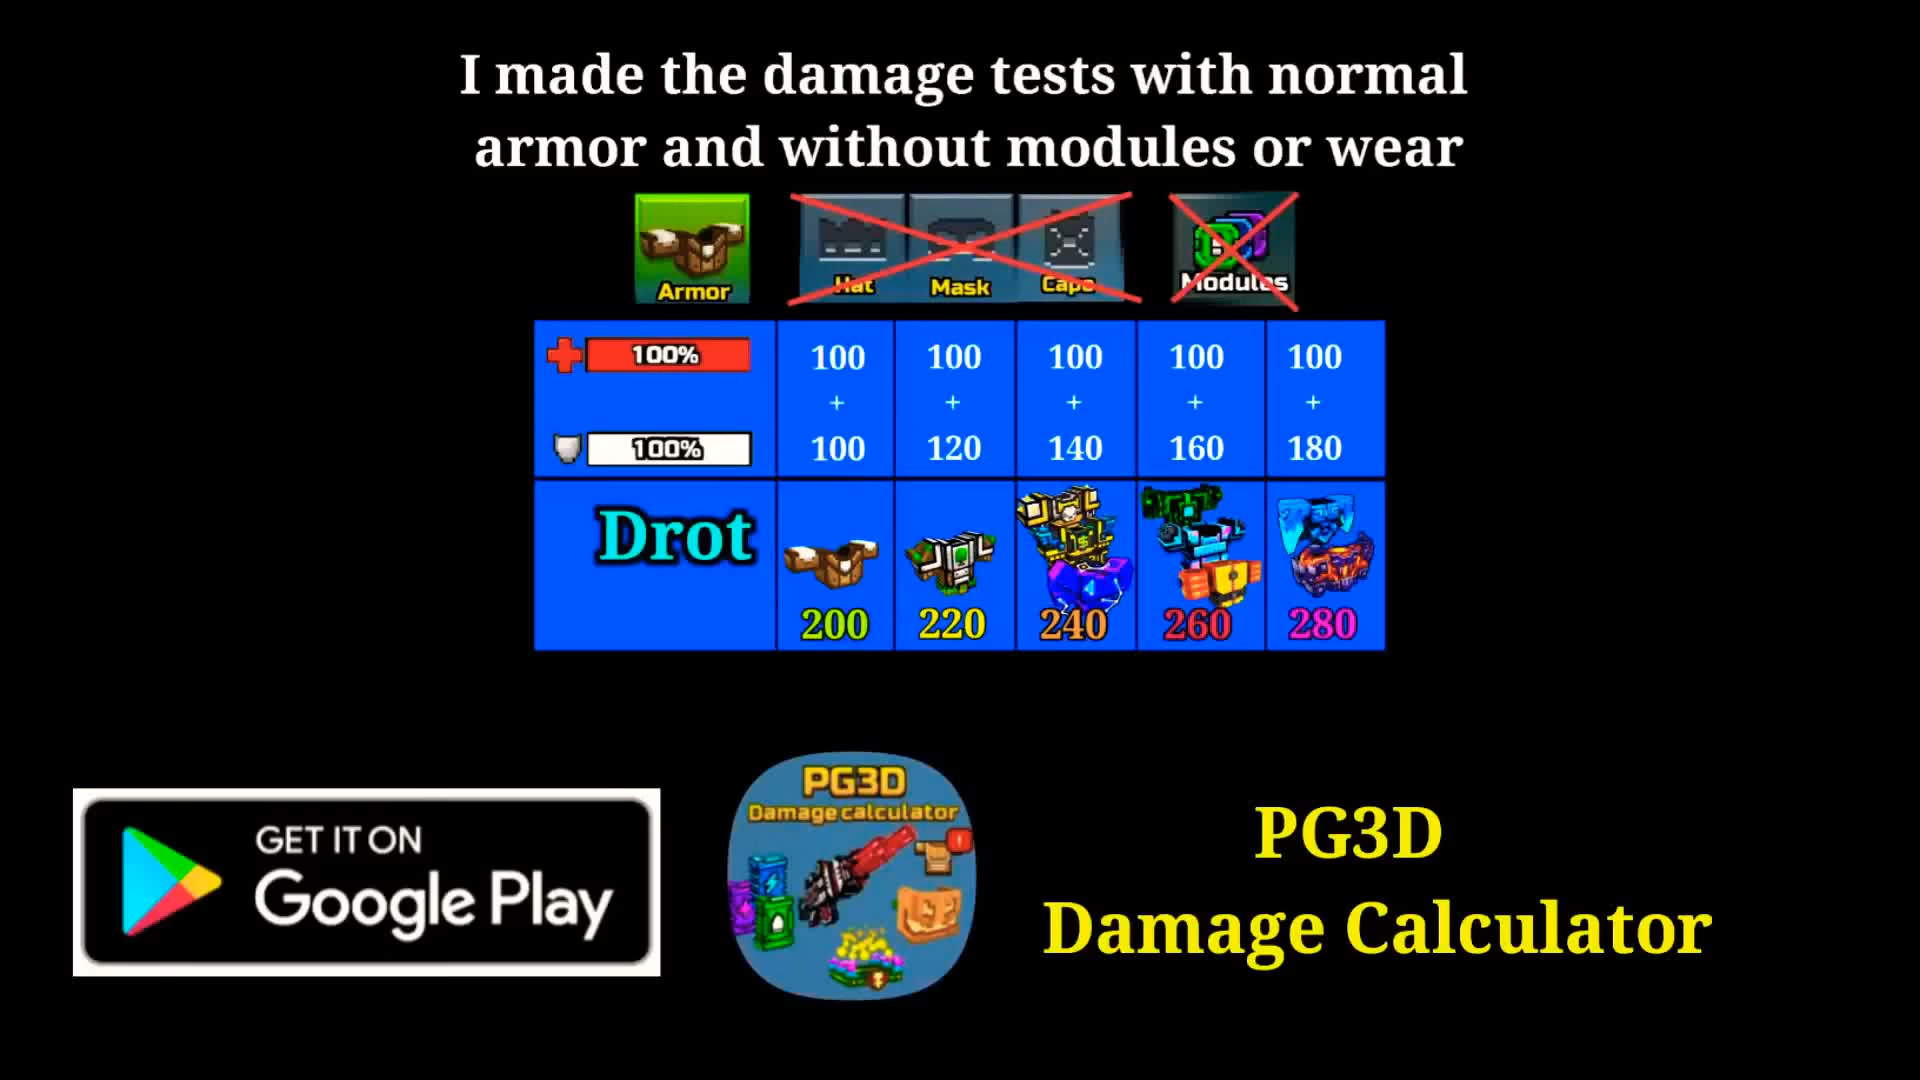 I made the damage tests with normal
armor and without modules or wear
Armor
Hat Mask Cape
Modules
100% 100 100 100 100 100
+ + + + +
100% 100 120 140 160 180
Drot
200 220 240 260 280
GET IT ON
Google Play
PG3D
Damage calculator
PG3D
Damage Calculator